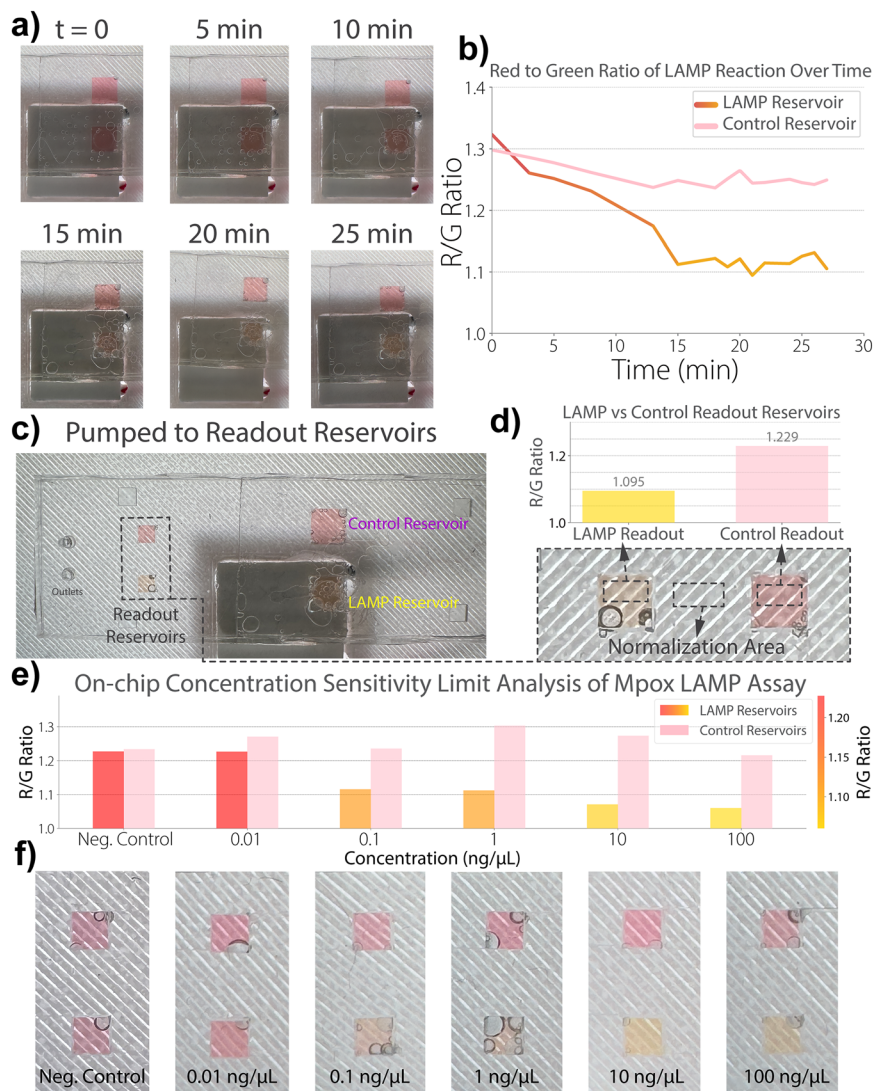 a)
t = 0
5 min
10 min
15 min
20 min
25 min
b)
Red to Green Ratio of LAMP Reaction Over Time
LAMP Reservoir
Control Reservoir
R/G Ratio
1.4
1.3
1.2
1.1
1.0
0
5
10
15
20
25
30
Time (min)
c)
Pumped to Readout Reservoirs
Control Reservoir
LAMP Reservoir
Outlets
Readout
Reservoirs
d)
LAMP vs Control Readout Reservoirs
R/G Ratio
1.2
1.0
1.095
1.229
LAMP Readout
Control Readout
Normalization Area
e)
On-chip Concentration Sensitivity Limit Analysis of Mpox LAMP Assay
R/G Ratio
1.3
1.2
1.1
1.0
LAMP Reservoirs
Control Reservoirs
1.20
1.15
1.10
R/G Ratio
Neg. Control
0.01
0.1
1
10
100
Concentration (ng/μL)
f)
Neg. Control
0.01 ng/μL
0.1 ng/μL
1 ng/μL
10 ng/μL
100 ng/μL